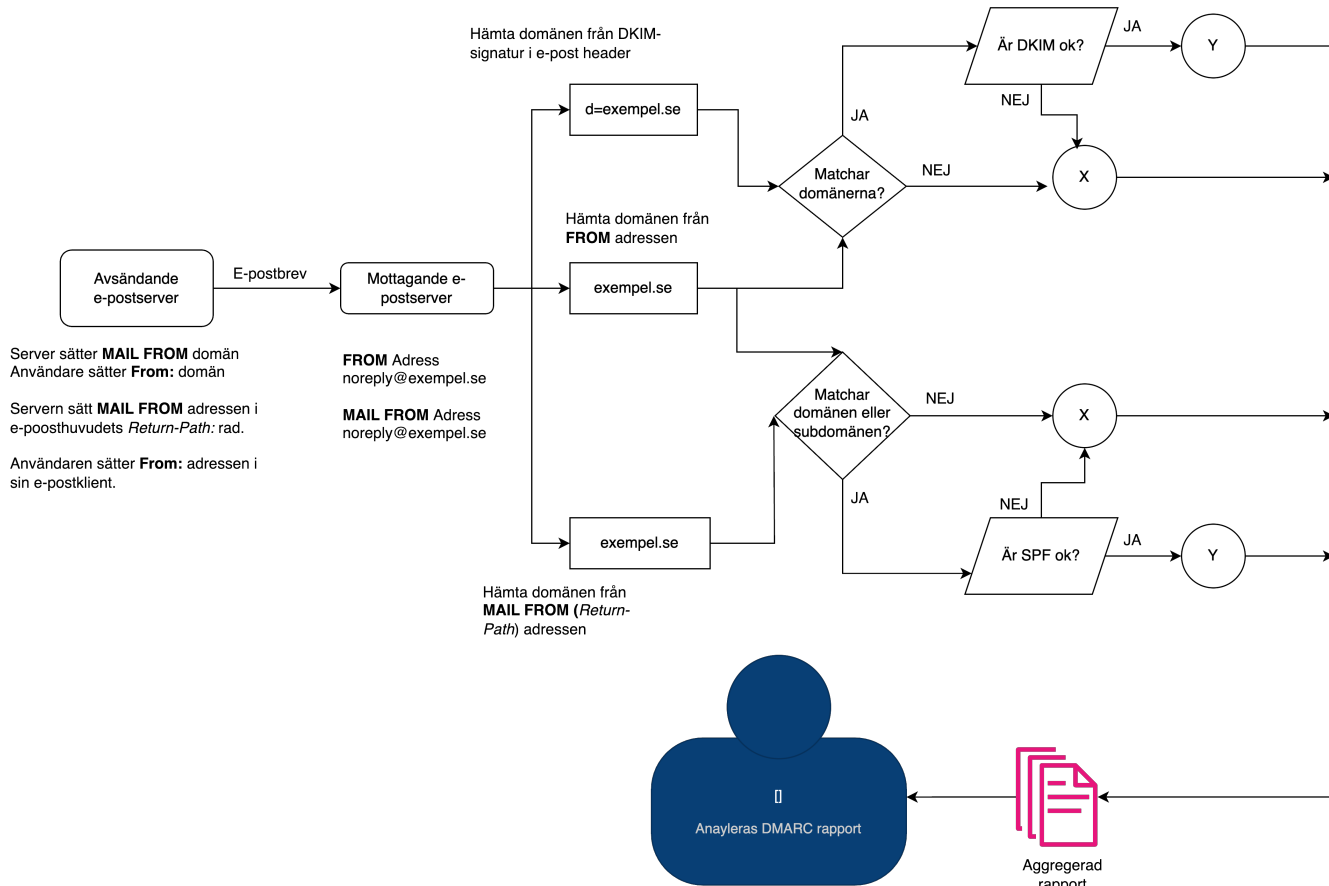 Hämta domänen från DKIM-
signatur i e-post header
d=exempel.se
Är DKIM ok?
JA
Y
NEJ
JA
Matchar
domänerna?
NEJ
X
Hämta domänen från
FROM adressen
Avsändande
e-postserver
E-postbrev
Mottagande e-
postserver
exempel.se
Server sätter MAIL FROM domän
Användare sätter From: domän
Servern sätt MAIL FROM adressen i
e-poosthuvudets Return-Path: rad.
Användaren sätter From: adressen i
sin e-postklient.
FROM Adress
noreply@exempel.se
MAIL FROM Adress
noreply@exempel.se
Matchar
domänen eller
subdomänen?
NEJ
X
JA
NEJ
exempel.se
Är SPF ok?
JA
Y
Hämta domänen från
MAIL FROM (Return-
Path) adressen
[]
Anayleras DMARC rapport
Aggregerad
rapport